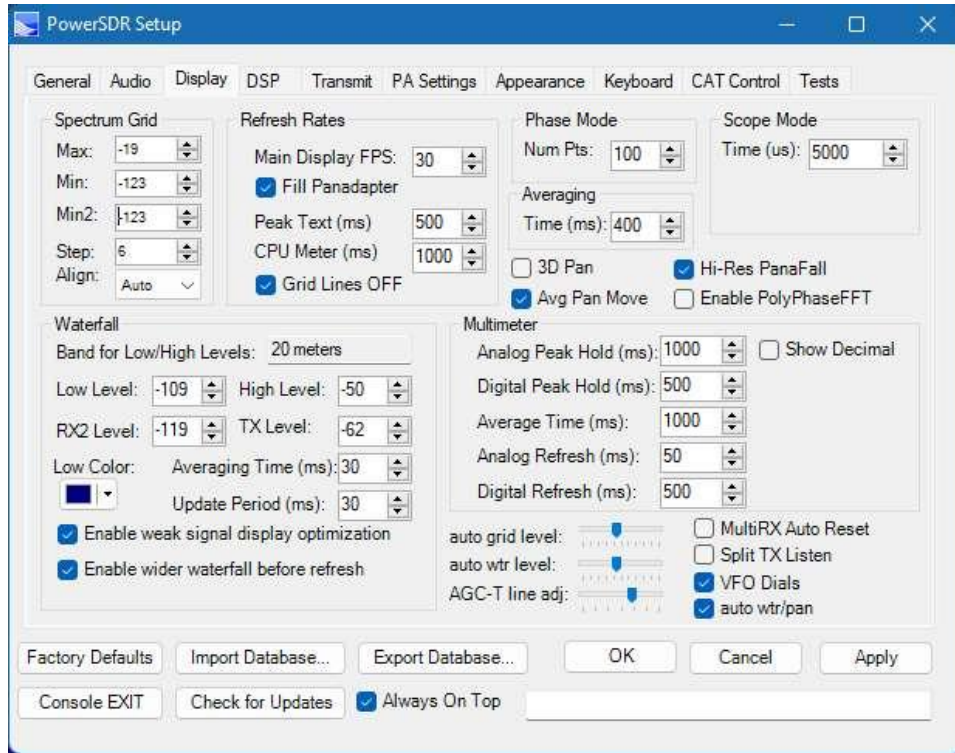 PowerSDR Setup
General Audio Display DSP Transmit PA Settings Appearance Keyboard CAT Control Tests
Spectrum Grid
Max: -19
Min: -123
Min2: -123
Step: 6
Align: Auto
Refresh Rates
Main Display FPS: 30
Fill Panadapter
Peak Text (ms) 500
CPU Meter (ms) 1000
Grid Lines OFF
Phase Mode
Num Pts: 100
Scope Mode
Time (us): 5000
Averaging
Time (ms): 400
3D Pan
Hi-Res PanaFall
Avg Pan Move
Enable PolyPhaseFFT
Waterfall
Band for Low/High Levels: 20 meters
Low Level: -109 High Level: -50
RX2 Level: -119 TX Level: -62
Low Color: Averaging Time (ms): 30
Update Period (ms): 30
Enable weak signal display optimization
Enable wider waterfall before refresh
Multimeter
Analog Peak Hold (ms): 1000 Show Decimal
Digital Peak Hold (ms): 500
Average Time (ms): 1000
Analog Refresh (ms): 50
Digital Refresh (ms): 500
auto grid level:
auto wtr level:
AGC-T line adj:
MultiRX Auto Reset
Split TX Listen
VFO Dials
auto wtr/pan
Factory Defaults Import Database... Export Database... OK Cancel Apply
Console EXIT Check for Updates Always On Top